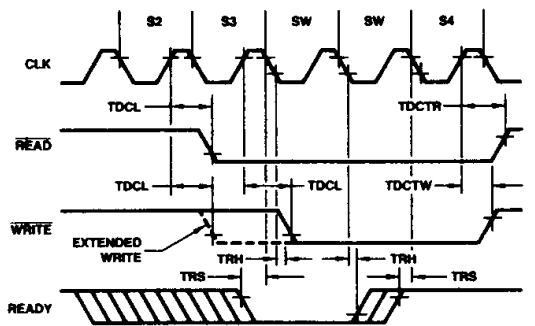 S2 S3 SW SW S4
CLK
TDCL TDCTR
READ
TDCL TDCL TDCTW
WRITE
EXTENDED
WRITE
TRH TRH
TRS TRS
READY